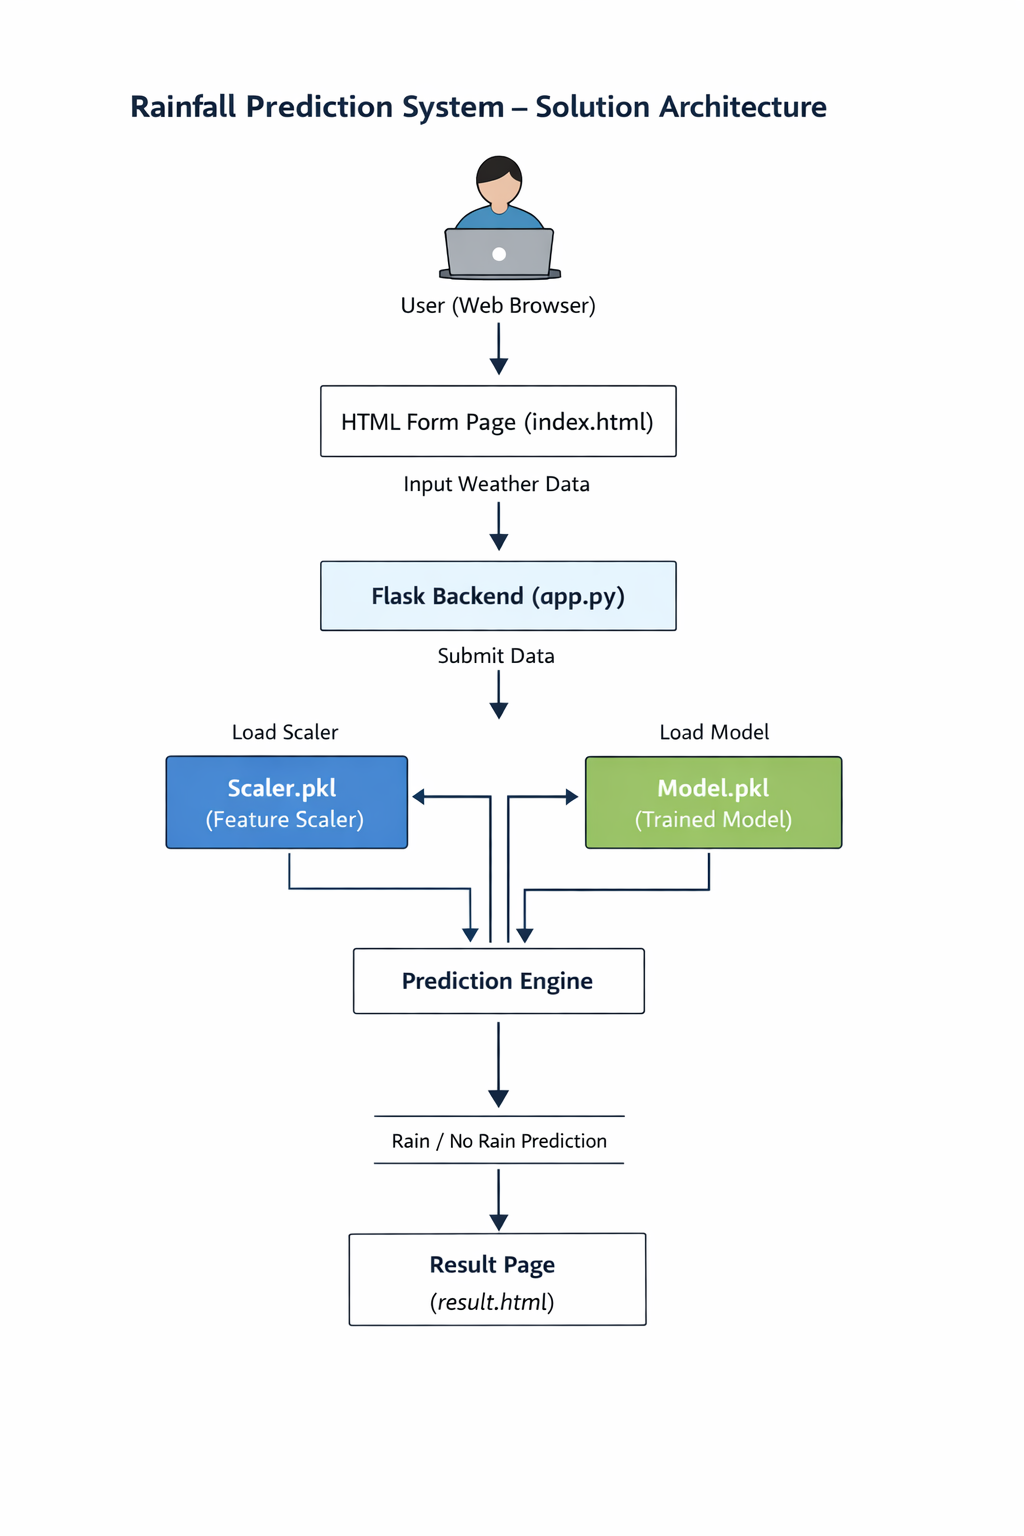 Rainfall Prediction System – Solution Architecture
User (Web Browser)
HTML Form Page (index.html)
Input Weather Data
Flask Backend (app.py)
Submit Data
Load Scaler
Scaler.pkl
(Feature Scaler)
Load Model
Model.pkl
(Trained Model)
Prediction Engine
Rain / No Rain Prediction
Result Page
(result.html)